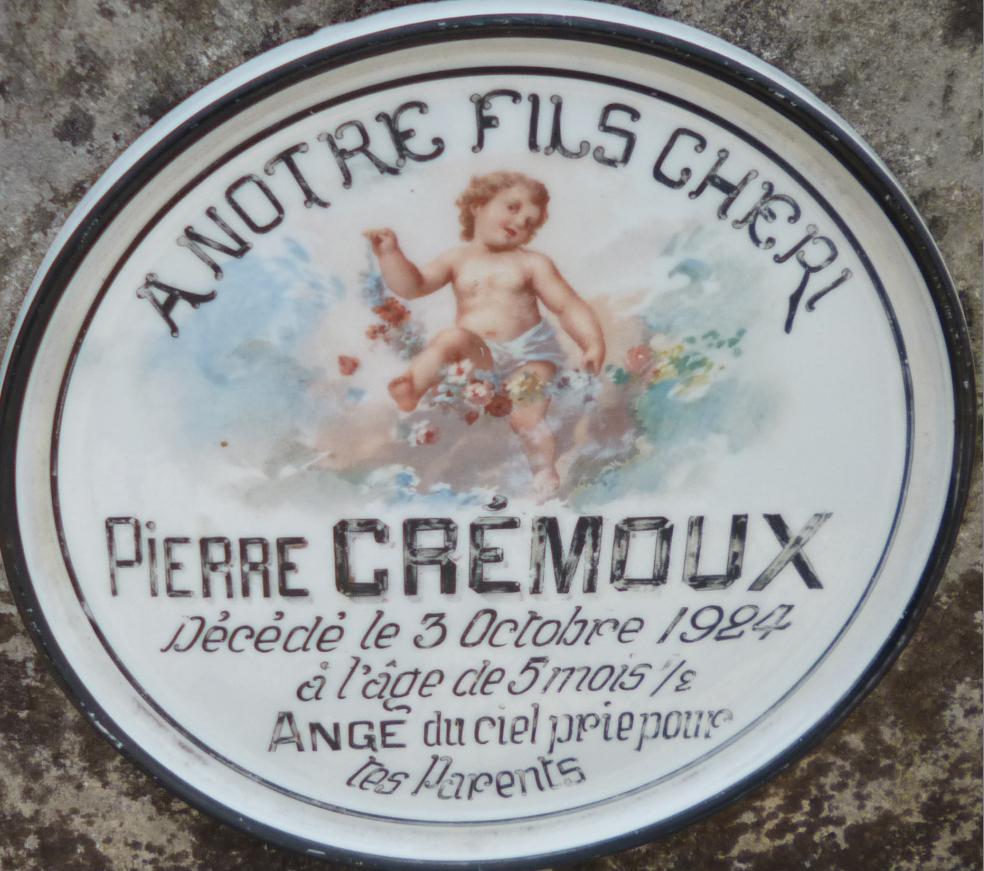 A NOTRE FILS CHERI
PIERRE CRÉMOUX
Décédé le 3 Octobre 1924
à l'âge de 5 mois 1/2
ANGE du ciel prie pour
tes Parents